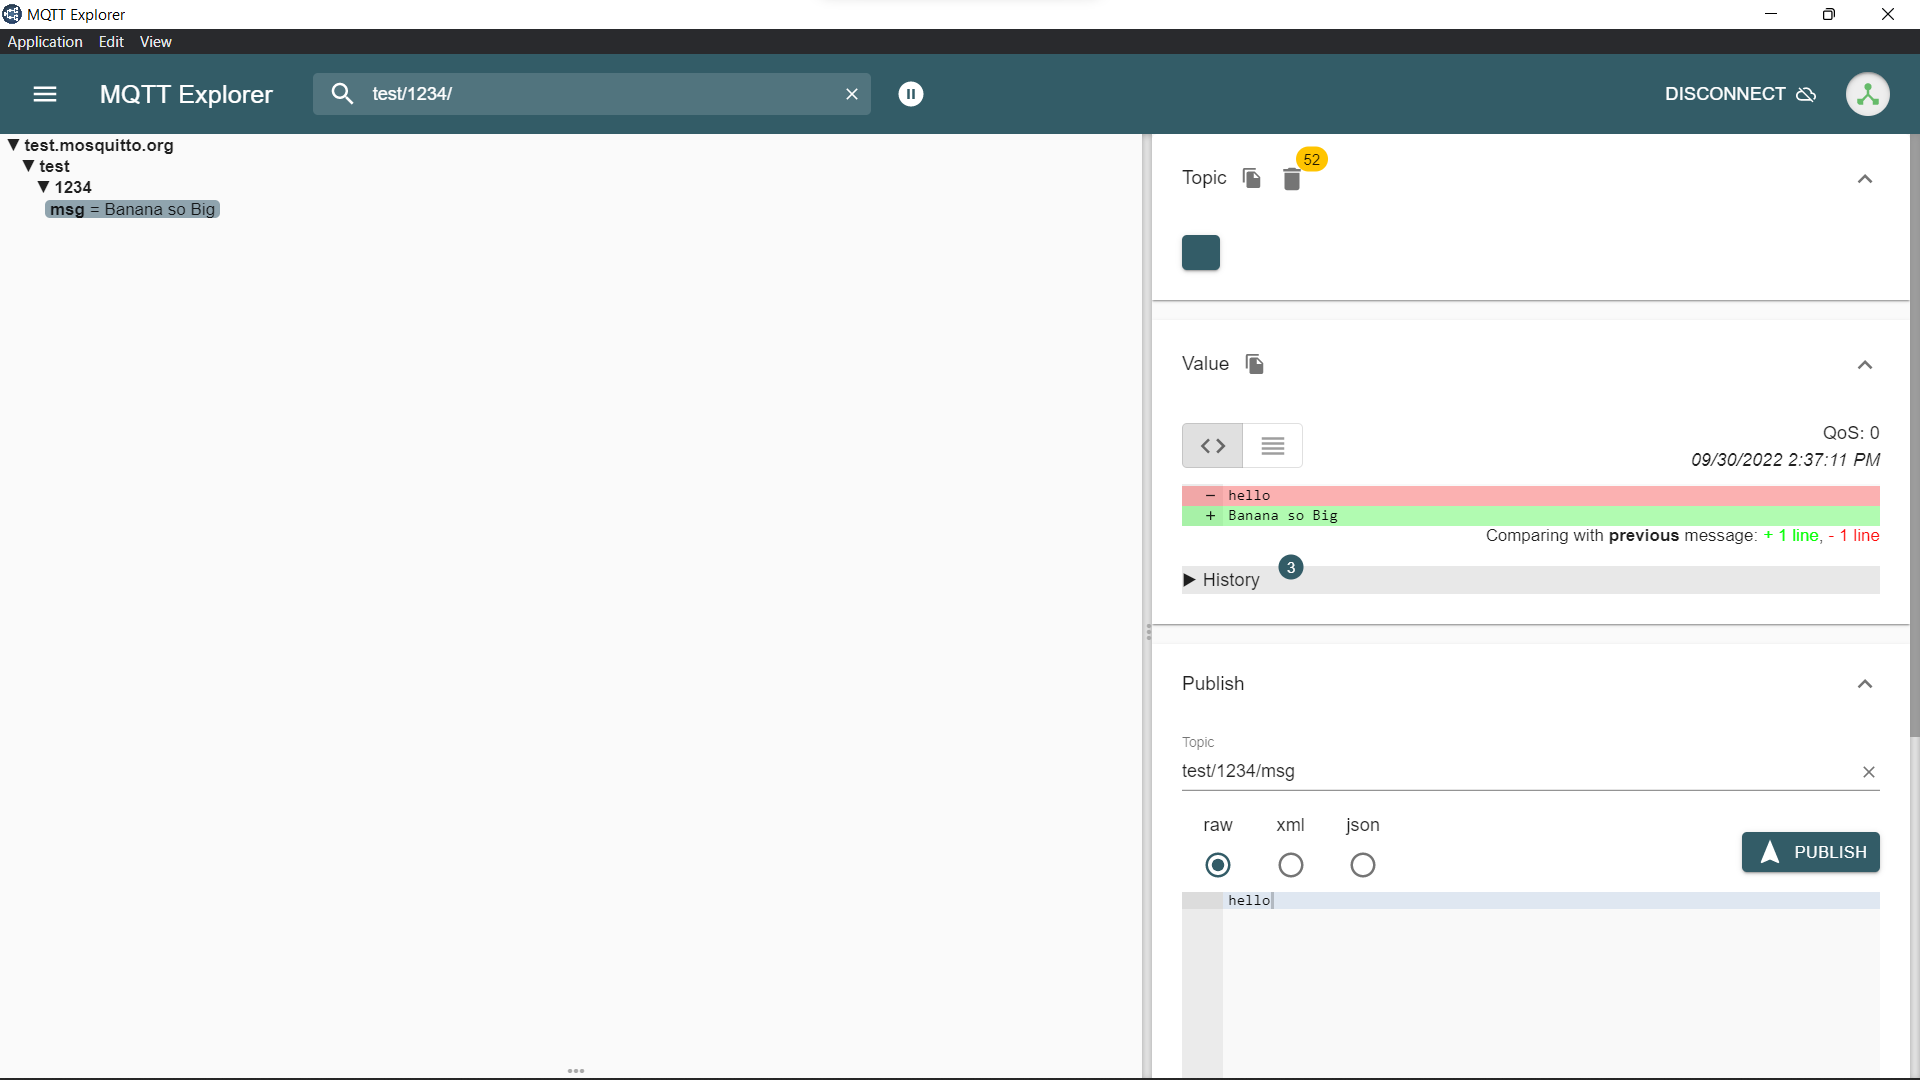 MQTT Explorer
Application Edit View
MQTT Explorer
test/1234/
DISCONNECT
▼ test.mosquitto.org
▼ test
▼ 1234
msg = Banana so Big
Topic
52
Value
QoS: 0
09/30/2022 2:37:11 PM
- hello
+ Banana so Big
Comparing with previous message: + 1 line, - 1 line
▶ History 3
Publish
Topic
test/1234/msg
raw xml json
PUBLISH
hello